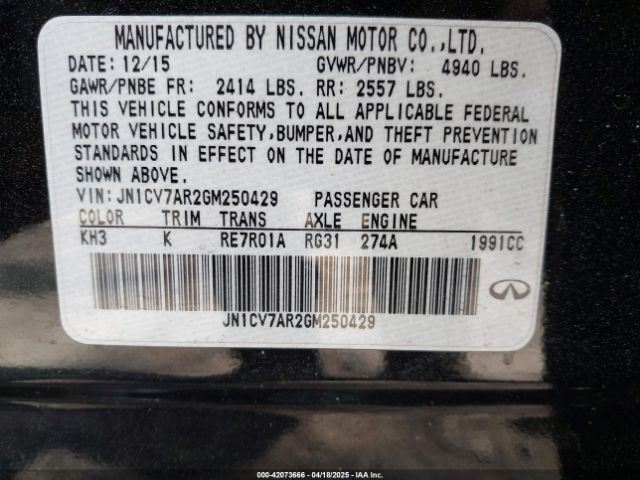 MANUFACTURED BY NISSAN MOTOR CO.,LTD.
DATE: 12/15 GVWR/PNBV: 4940 LBS.
GAWR/PNBE FR: 2414 LBS. RR: 2557 LBS.
THIS VEHICLE CONFORMS TO ALL APPLICABLE FEDERAL
MOTOR VEHICLE SAFETY,BUMPER,AND THEFT PREVENTION
STANDARDS IN EFFECT ON THE DATE OF MANUFACTURE
SHOWN ABOVE.
VIN:JN1CV7AR2GM250429 PASSENGER CAR
COLOR TRIM TRANS AXLE ENGINE
KH3 K RE7R01A RG31 274A 1991CC
JN1CV7AR2GM250429
000-42073666 - 04/18/2025 - IAAI.COM